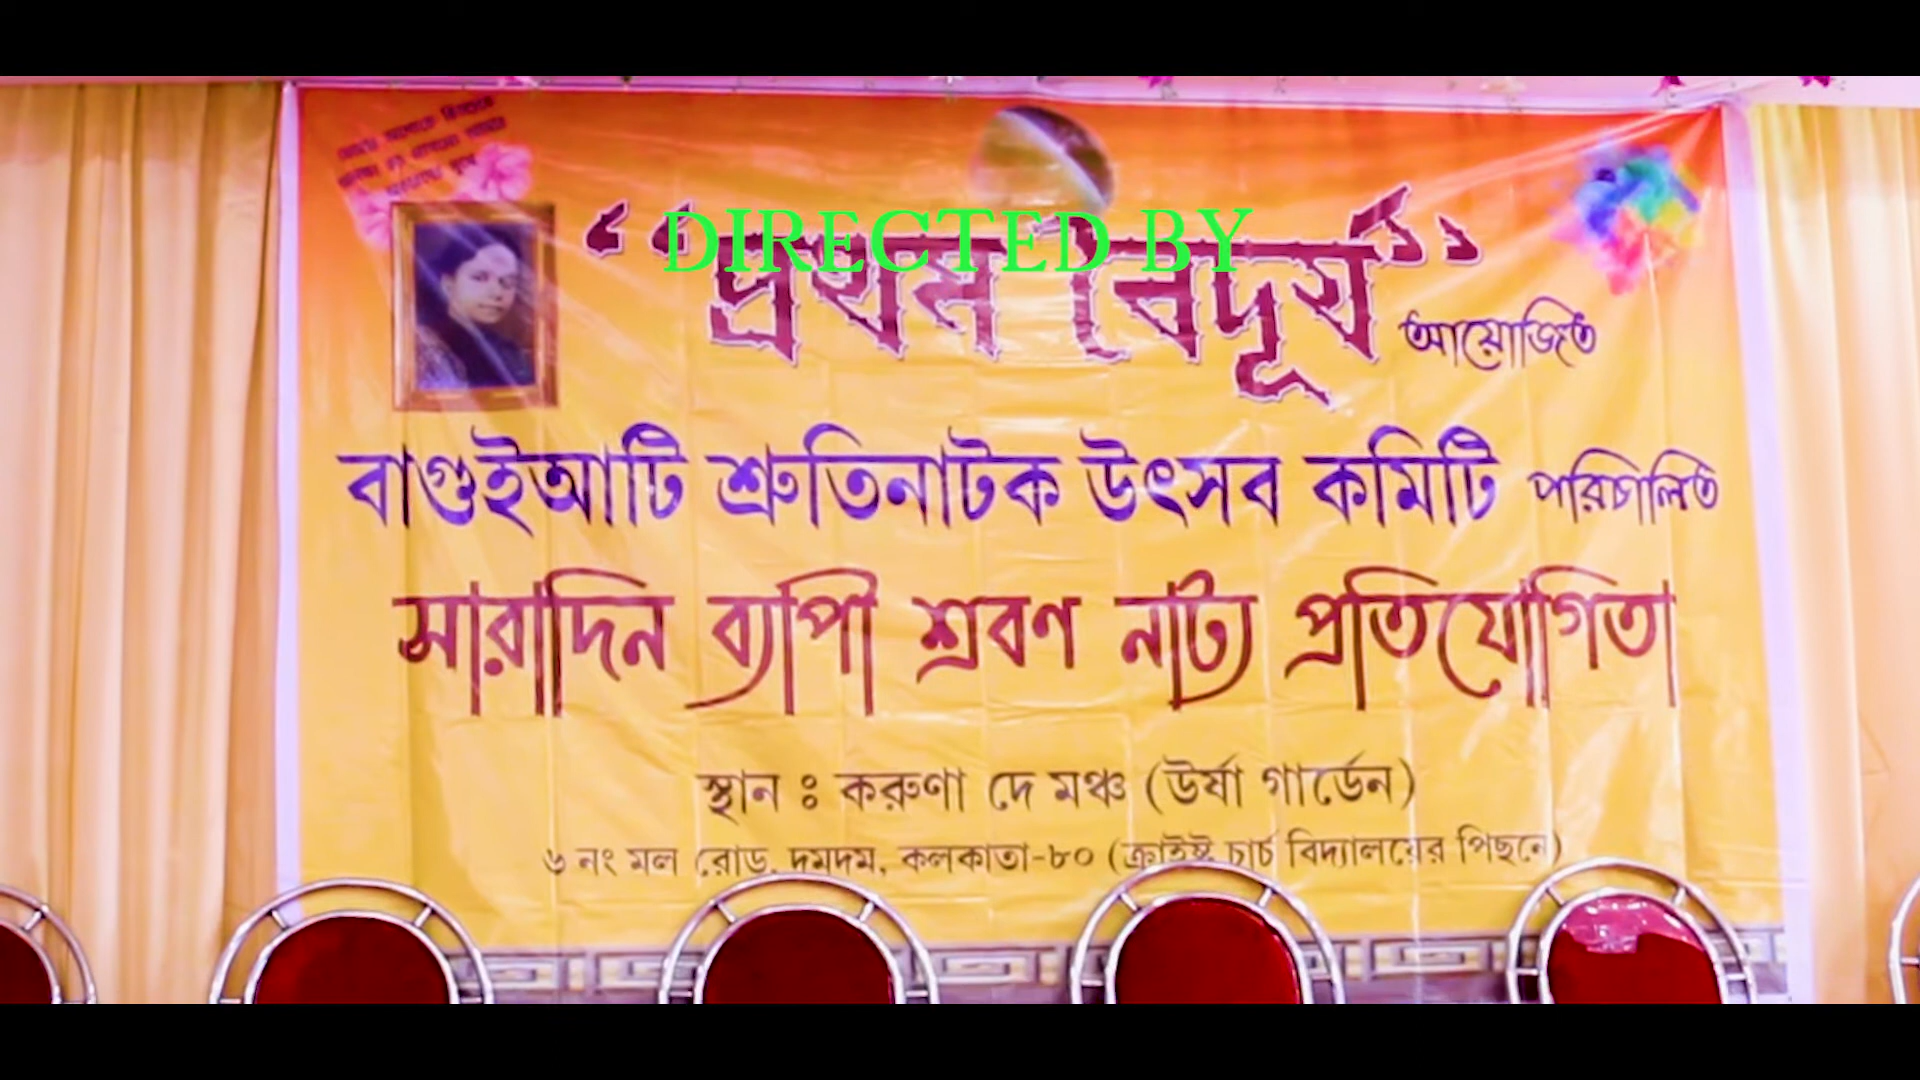 DIRECTED BY
“প্রথম বৈদূর্য” আয়োজিত
বাগুইআটি শ্রুতিনাটক উৎসব কমিটি পরিচালিত
সারাদিন ব্যাপী শ্রবণ নাট্য প্রতিযোগিতা
স্থান ঃ করুণা দে মঞ্চ (উর্ষা গার্ডেন)
৬ নং মল রোড, দমদম, কলকাতা-৮০ (ক্রাইষ্ট চার্চ বিদ্যালয়ের পিছনে)